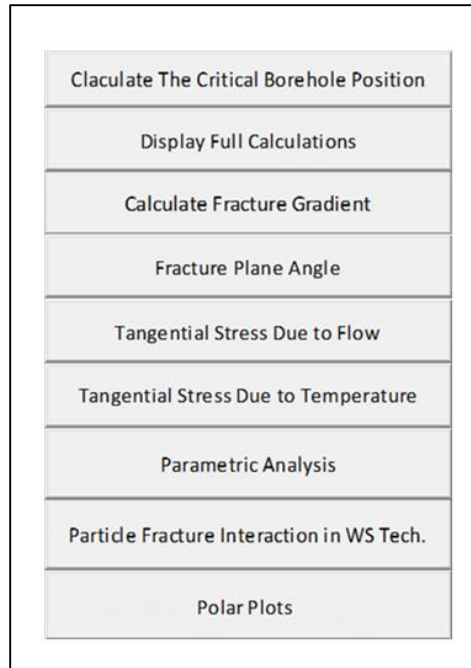 Claculate The Critical Borehole Position
Display Full Calculations
Calculate Fracture Gradient
Fracture Plane Angle
Tangential Stress Due to Flow
Tangential Stress Due to Temperature
Parametric Analysis
Particle Fracture Interaction in WS Tech.
Polar Plots